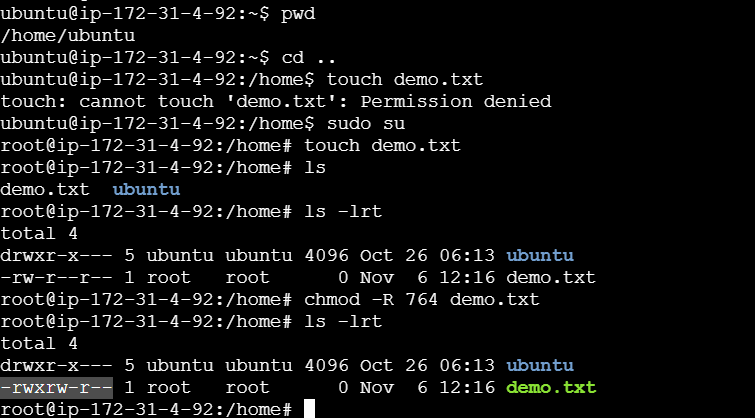 ubuntu@ip-172-31-4-92:~$ pwd
/home/ubuntu
ubuntu@ip-172-31-4-92:~$ cd ..
ubuntu@ip-172-31-4-92:/home$ touch demo.txt
touch: cannot touch 'demo.txt': Permission denied
ubuntu@ip-172-31-4-92:/home$ sudo su
root@ip-172-31-4-92:/home# touch demo.txt
root@ip-172-31-4-92:/home# ls
demo.txt  ubuntu
root@ip-172-31-4-92:/home# ls -lrt
total 4
drwxr-x--- 5 ubuntu ubuntu 4096 Oct 26 06:13 ubuntu
-rw-r--r-- 1 root   root      0 Nov  6 12:16 demo.txt
root@ip-172-31-4-92:/home# chmod -R 764 demo.txt
root@ip-172-31-4-92:/home# ls -lrt
total 4
drwxr-x--- 5 ubuntu ubuntu 4096 Oct 26 06:13 ubuntu
-rwxrw-r-- 1 root   root      0 Nov  6 12:16 demo.txt
root@ip-172-31-4-92:/home#